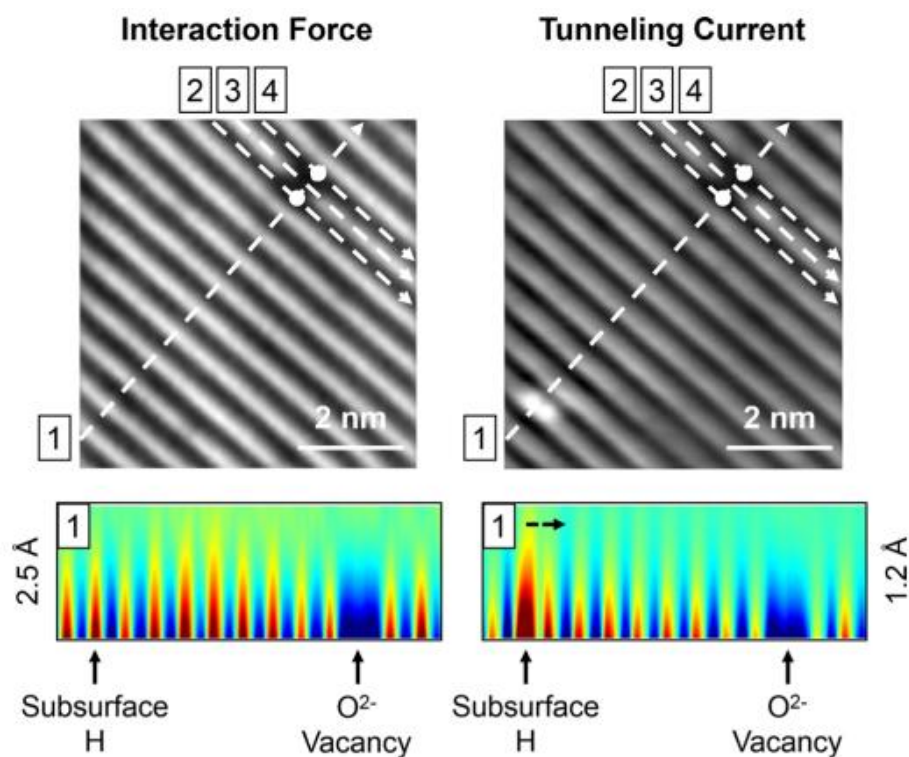 Interaction Force
Tunneling Current
2 3 4
2 3 4
1
2 nm
1
2 nm
2.5 Å
1
1
1.2 Å
Subsurface
H
O²⁻
Vacancy
Subsurface
H
O²⁻
Vacancy